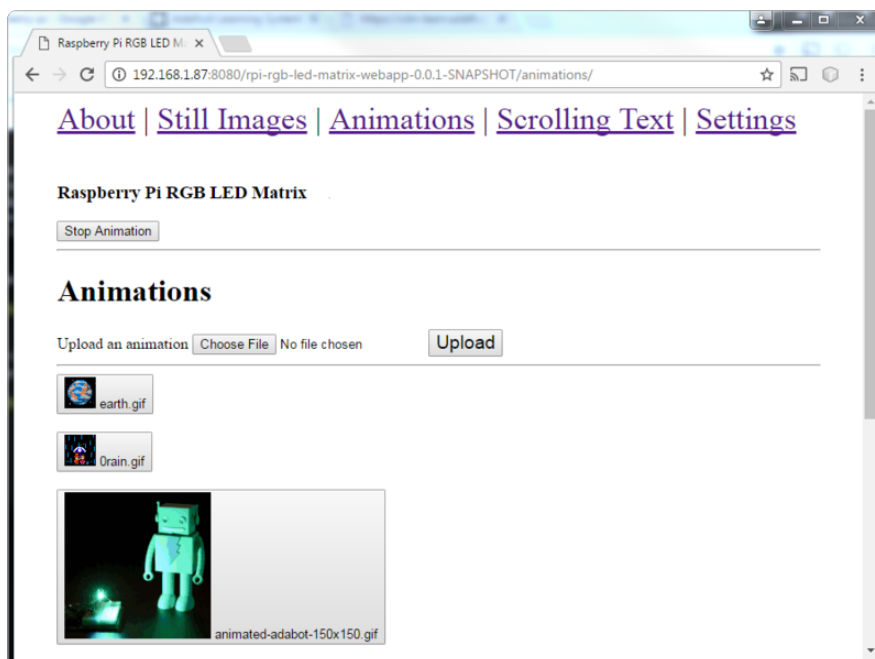 Raspberry Pi RGB LED M
192.168.1.87:8080/rpi-rgb-led-matrix-webapp-0.0.1-SNAPSHOT/animations/
About | Still Images | Animations | Scrolling Text | Settings
Raspberry Pi RGB LED Matrix
Stop Animation
Animations
Upload an animation Choose File No file chosen Upload
earth.gif
0rain.gif
animated-adabot-150x150.gif